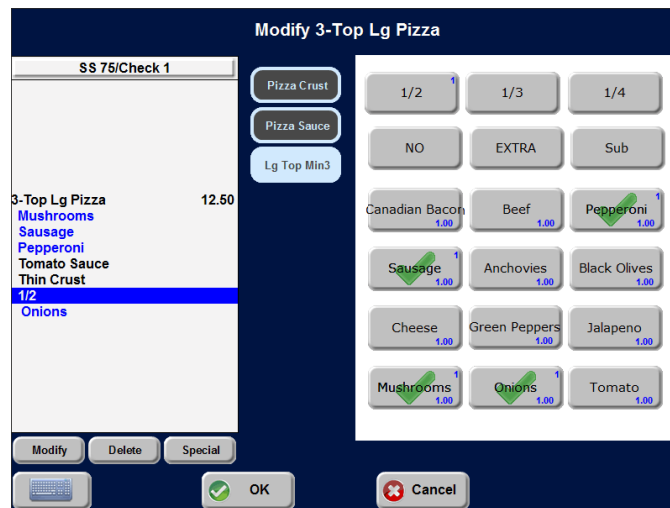 Modify 3-Top Lg Pizza
SS 75/Check 1
3-Top Lg Pizza 12.50
Mushrooms
Sausage
Pepperoni
Tomato Sauce
Thin Crust
1/2
Onions
Modify Delete Special
Pizza Crust
Pizza Sauce
Lg Top Min3
1/2 1 1/3 1/4
NO EXTRA Sub
Canadian Bacon 1.00 Beef 1.00 Pepperoni 1 1.00
Sausage 1 1.00 Anchovies 1.00 Black Olives 1.00
Cheese 1.00 Green Peppers 1.00 Jalapeno 1.00
Mushrooms 1 1.00 Onions 1 1.00 Tomato 1.00
OK Cancel